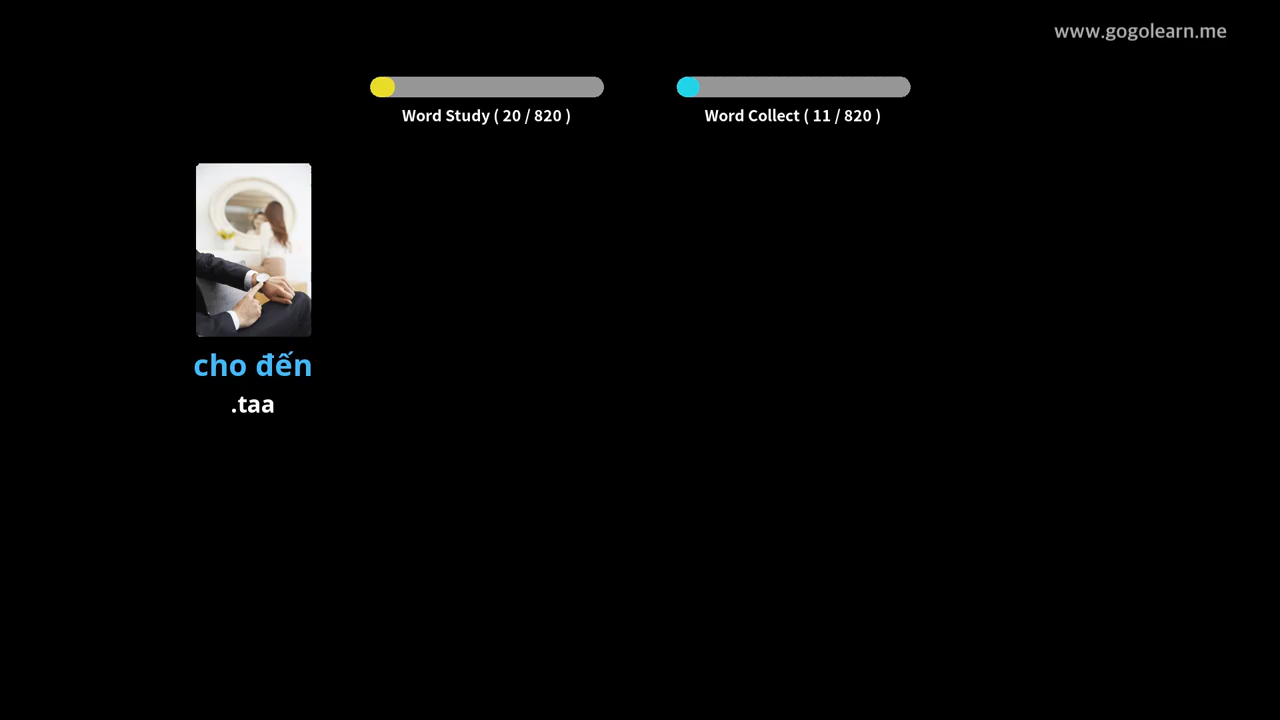 www.gogolearn.me
Word Study ( 20 / 820 )
Word Collect ( 11 / 820 )
cho đến
.taa